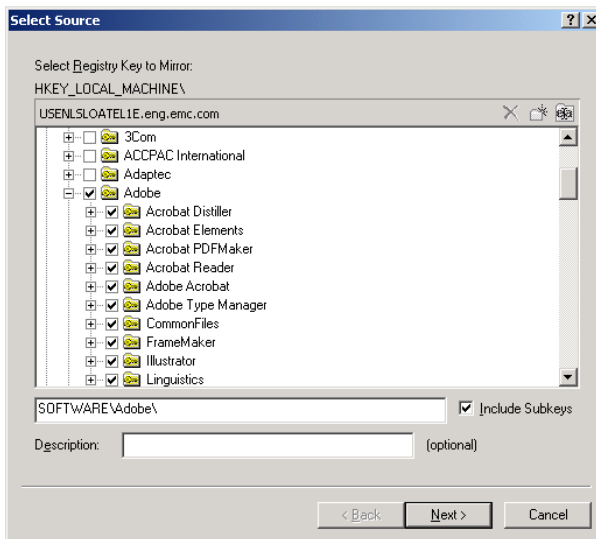 Select Source
Select Registry Key to Mirror:
HKEY_LOCAL_MACHINE\
USENLSLOATEL1E.eng.emc.com
3Com
ACCPAC International
Adaptec
Adobe
Acrobat Distiller
Acrobat Elements
Acrobat PDFMaker
Acrobat Reader
Adobe Acrobat
Adobe Type Manager
CommonFiles
FrameMaker
Illustrator
Linguistics
SOFTWARE\Adobe\ Include Subkeys
Description: (optional)
< Back Next > Cancel